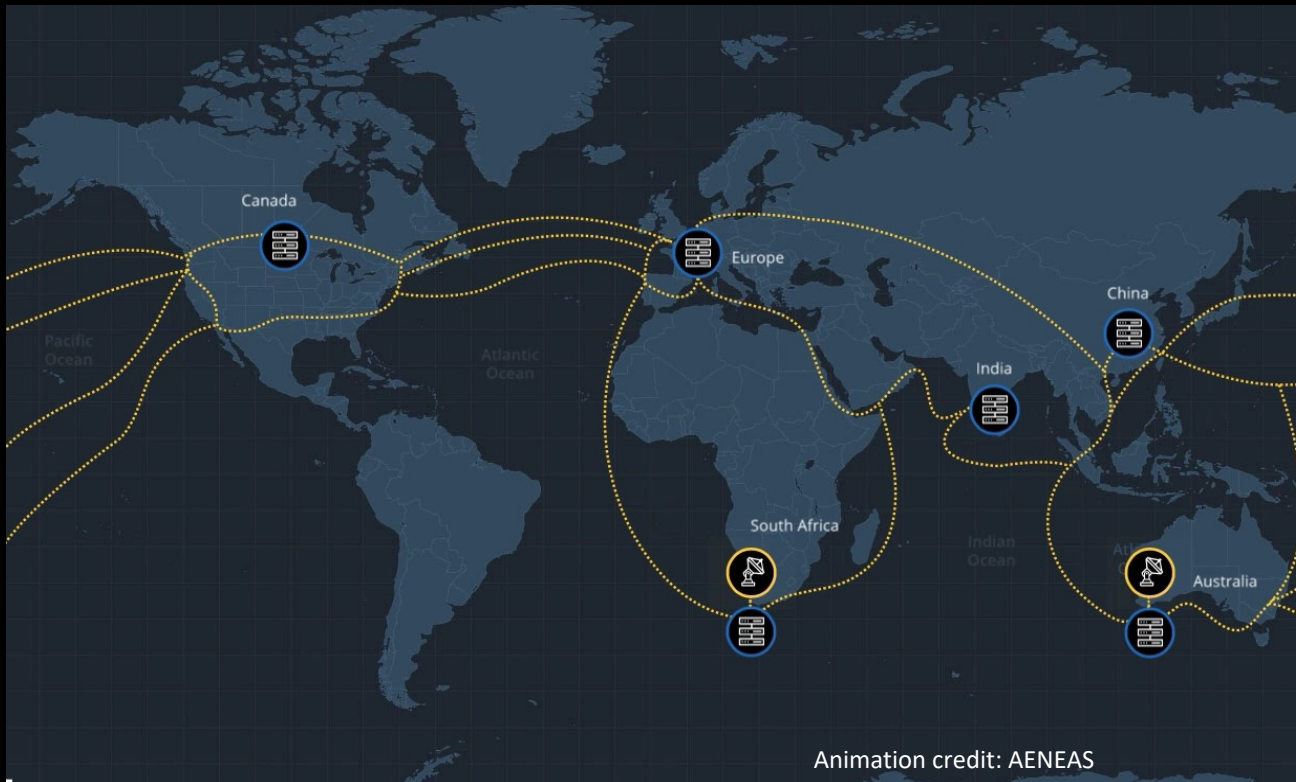 Canada
Europe
China
Pacific
Ocean
Atlantic
Ocean
India
South Africa
Indian
Ocean
Australia
Animation credit: AENEAS